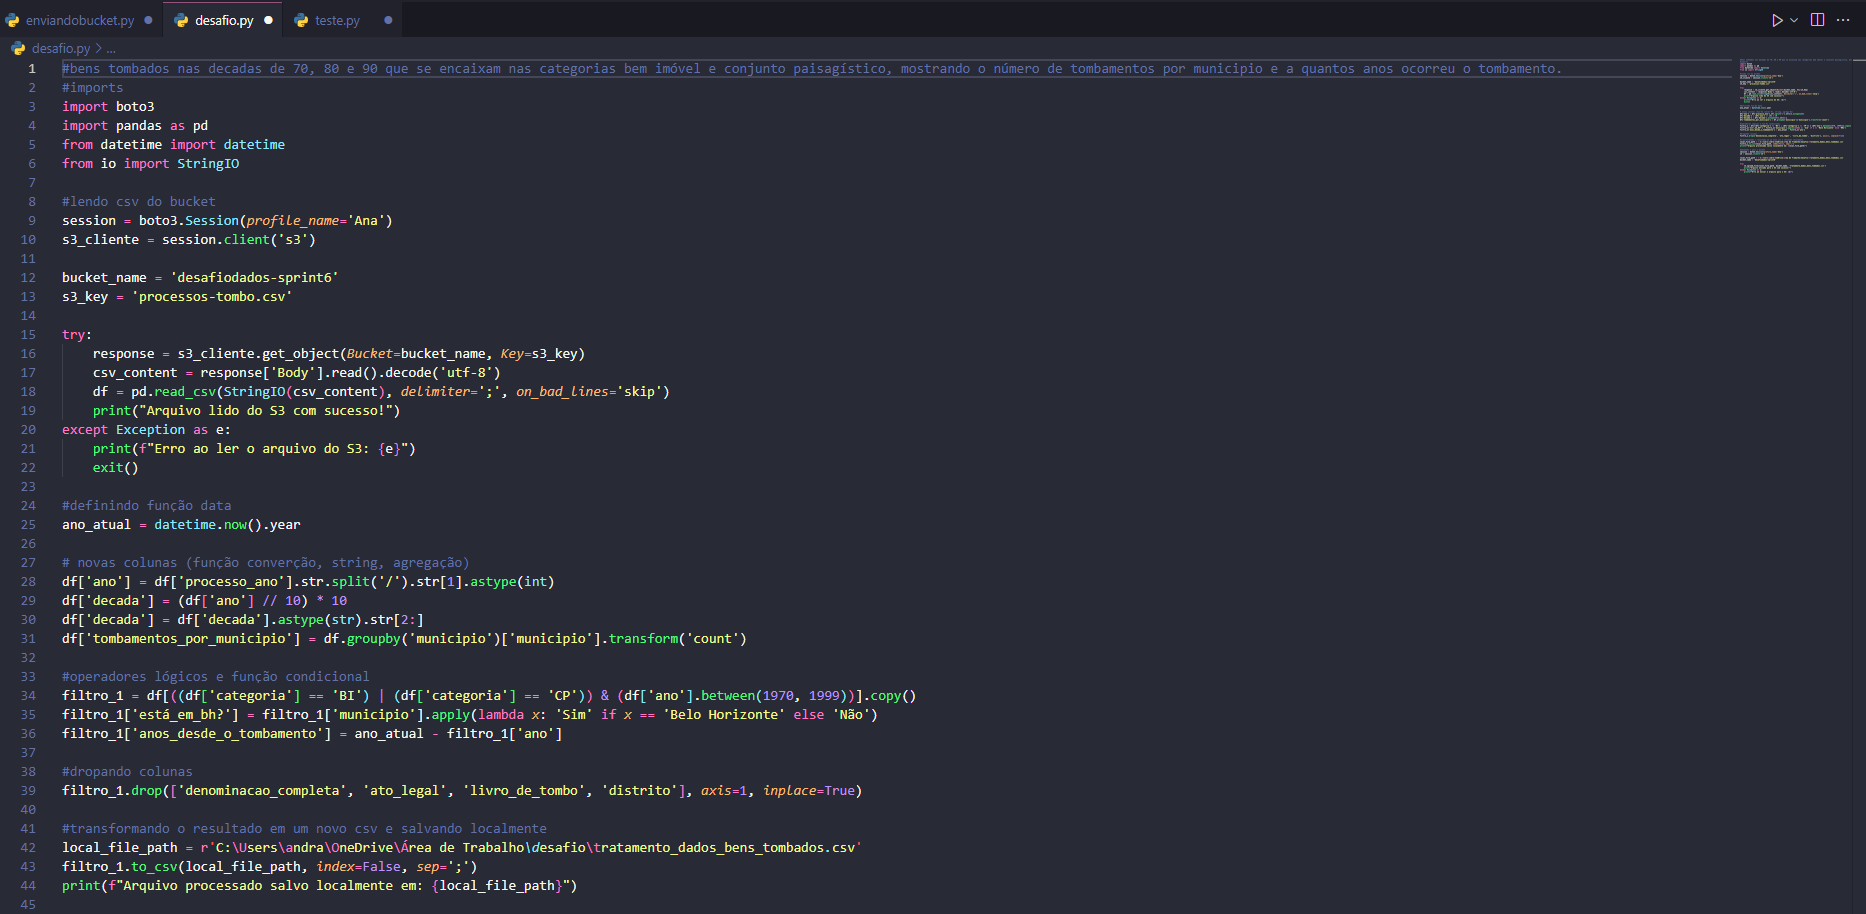 enviandobucket.py
desafio.py
teste.py
desafio.py > ...
1 #bens tombados nas decadas de 70, 80 e 90 que se encaixam nas categorias bem imóvel e conjunto paisagístico, mostrando o número de tombamentos por municipio e a quantos anos ocorreu o tombamento.
2 #imports
3 import boto3
4 import pandas as pd
5 from datetime import datetime
6 from io import StringIO
7
8 #lendo csv do bucket
9 session = boto3.Session(profile_name='Ana')
10 s3_cliente = session.client('s3')
11
12 bucket_name = 'desafiodados-sprint6'
13 s3_key = 'processos-tombo.csv'
14
15 try:
16     response = s3_cliente.get_object(Bucket=bucket_name, Key=s3_key)
17     csv_content = response['Body'].read().decode('utf-8')
18     df = pd.read_csv(StringIO(csv_content), delimiter=';', on_bad_lines='skip')
19     print("Arquivo lido do S3 com sucesso!")
20 except Exception as e:
21     print(f"Erro ao ler o arquivo do S3: {e}")
22     exit()
23
24 #definindo função data
25 ano_atual = datetime.now().year
26
27 # novas colunas (função converção, string, agregação)
28 df['ano'] = df['processo_ano'].str.split('/').str[1].astype(int)
29 df['decada'] = (df['ano'] // 10) * 10
30 df['decada'] = df['decada'].astype(str).str[2:]
31 df['tombamentos_por_municipio'] = df.groupby('municipio')['municipio'].transform('count')
32
33 #operadores lógicos e função condicional
34 filtro_1 = df[((df['categoria'] == 'BI') | (df['categoria'] == 'CP')) & (df['ano'].between(1970, 1999))].copy()
35 filtro_1['está_em_bh?'] = filtro_1['municipio'].apply(lambda x: 'Sim' if x == 'Belo Horizonte' else 'Não')
36 filtro_1['anos_desde_o_tombamento'] = ano_atual - filtro_1['ano']
37
38 #dropando colunas
39 filtro_1.drop(['denominacao_completa', 'ato_legal', 'livro_de_tombo', 'distrito'], axis=1, inplace=True)
40
41 #transformando o resultado em um novo csv e salvando localmente
42 local_file_path = r'C:\Users\andra\OneDrive\Área de Trabalho\desafio\tratamento_dados_bens_tombados.csv'
43 filtro_1.to_csv(local_file_path, index=False, sep=';')
44 print(f"Arquivo processado salvo localmente em: {local_file_path}")
45